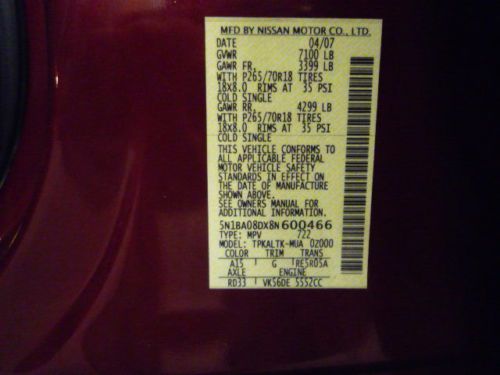 MFD BY NISSAN MOTOR CO., LTD.
DATE 04/07
GVWR 7100 LB
GAWR FR. 3399 LB
WITH P265/70R18 TIRES
18X8.0 RIMS AT 35 PSI
COLD SINGLE
GAWR RR. 4299 LB
WITH P265/70R18 TIRES
18X8.0 RIMS AT 35 PSI
COLD SINGLE
THIS VEHICLE CONFORMS TO
ALL APPLICABLE FEDERAL
MOTOR VEHICLE SAFETY
STANDARDS IN EFFECT ON
THE DATE OF MANUFACTURE
SHOWN ABOVE.
SEE OWNERS MANUAL FOR
ADDITIONAL INFORMATION.
5N1BA08DX8N600466
TYPE: MPV 722
MODEL: TPKALTK-MUA 02000
COLOR TRIM TRANS
A15 G RE5R05A
AXLE ENGINE
RD33 VK56DE 5552CC